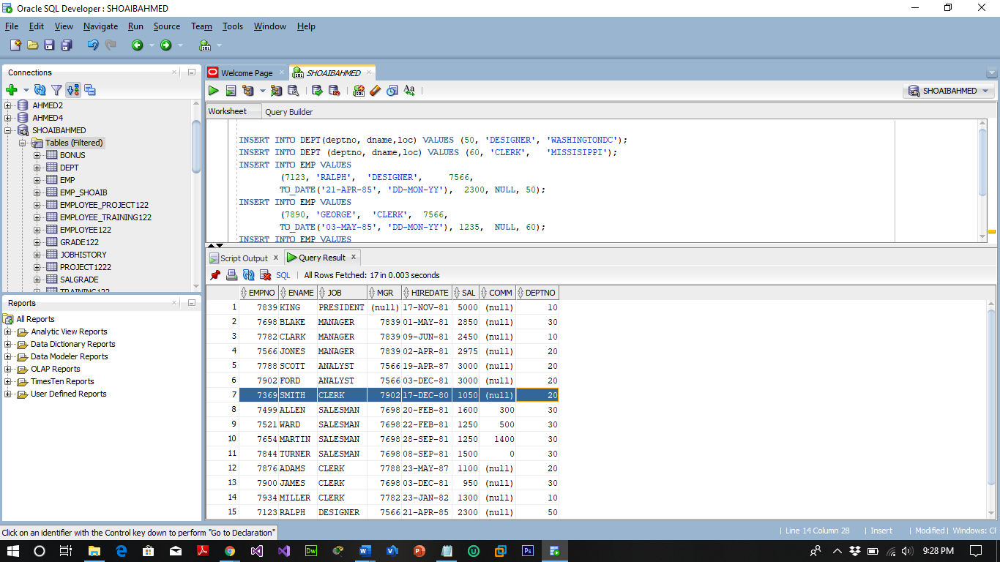 Oracle SQL Developer : SHOAIBAHMED
File Edit View Navigate Run Source Team Tools Window Help
Connections
AHMED2
AHMED4
SHOAIBAHMED
Tables (Filtered)
BONUS
DEPT
EMP
EMP_SHOAIB
EMPLOYEE_PROJECT122
EMPLOYEE_TRAINING122
EMPLOYEE122
GRADE122
JOBHISTORY
PROJECT1222
SALGRADE
TRAINING122
Reports
All Reports
Analytic View Reports
Data Dictionary Reports
Data Modeler Reports
OLAP Reports
TimesTen Reports
User Defined Reports
Welcome Page SHOAIBAHMED
SHOAIBAHMED
Worksheet Query Builder
INSERT INTO DEPT(deptno, dname,loc) VALUES (50, 'DESIGNER', 'WASHINGTONDC');
INSERT INTO DEPT (deptno, dname,loc) VALUES (60, 'CLERK', 'MISSISIPPI');
INSERT INTO EMP VALUES
(7123, 'RALPH', 'DESIGNER', 7566,
TO_DATE('21-APR-85', 'DD-MON-YY'), 2300, NULL, 50);
INSERT INTO EMP VALUES
(7890, 'GEORGE', 'CLERK', 7566,
TO_DATE('03-MAY-85', 'DD-MON-YY'), 1235, NULL, 60);
INSERT INTO EMP VALUES
Script Output x Query Result x
SQL | All Rows Fetched: 17 in 0.003 seconds
EMPNO ENAME JOB MGR HIREDATE SAL COMM DEPTNO
1 7839 KING PRESIDENT (null) 17-NOV-81 5000 (null) 10
2 7698 BLAKE MANAGER 7839 01-MAY-81 2850 (null) 30
3 7782 CLARK MANAGER 7839 09-JUN-81 2450 (null) 10
4 7566 JONES MANAGER 7839 02-APR-81 2975 (null) 20
5 7788 SCOTT ANALYST 7566 19-APR-87 3000 (null) 20
6 7902 FORD ANALYST 7566 03-DEC-81 3000 (null) 20
7 7369 SMITH CLERK 7902 17-DEC-80 1050 (null) 20
8 7499 ALLEN SALESMAN 7698 20-FEB-81 1600 300 30
9 7521 WARD SALESMAN 7698 22-FEB-81 1250 500 30
10 7654 MARTIN SALESMAN 7698 28-SEP-81 1250 1400 30
11 7844 TURNER SALESMAN 7698 08-SEP-81 1500 0 30
12 7876 ADAMS CLERK 7788 23-MAY-87 1100 (null) 20
13 7900 JAMES CLERK 7698 03-DEC-81 950 (null) 30
14 7934 MILLER CLERK 7782 23-JAN-82 1300 (null) 10
15 7123 RALPH DESIGNER 7566 21-APR-85 2300 (null) 50
Click on an identifier with the Control key down to perform "Go to Declaration"
| Line 14 Column 28 | Insert | Modified | Windows: CF
9:28 PM